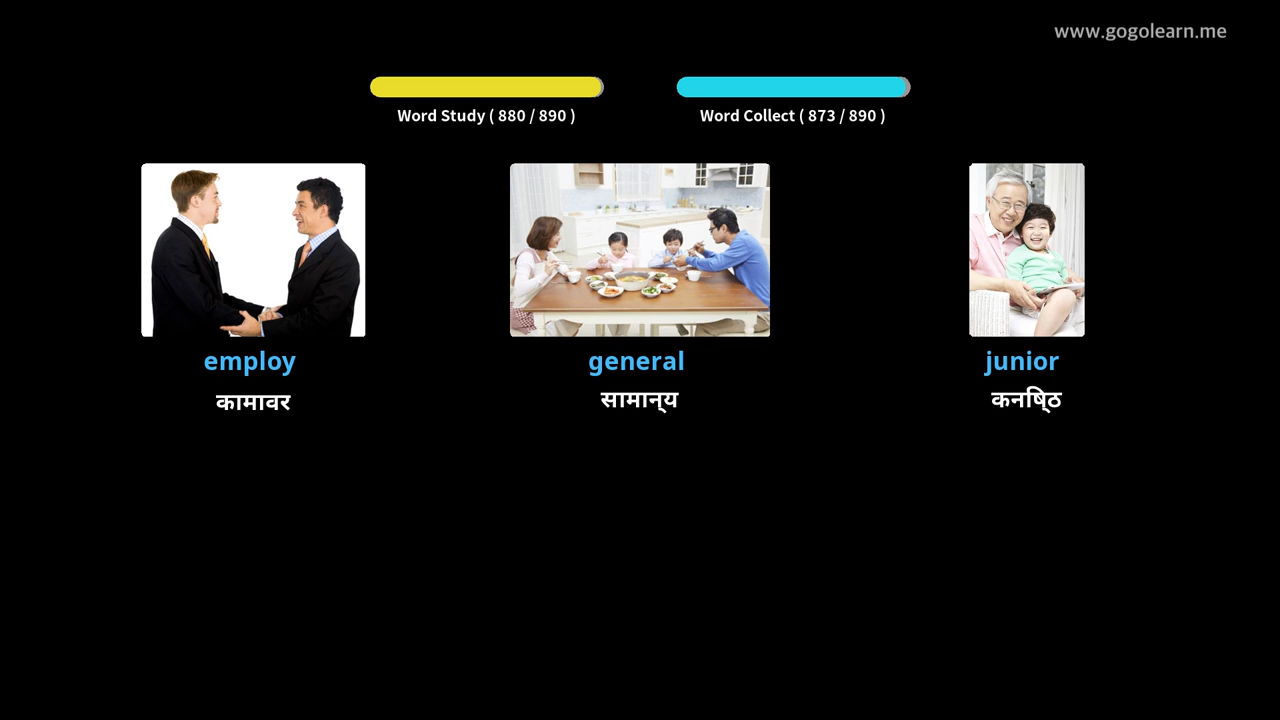 www.gogolearn.me
Word Study ( 880 / 890 )
Word Collect ( 873 / 890 )
employ
general
junior
कामावर
सामान्‌य
कनिष्‌ठ